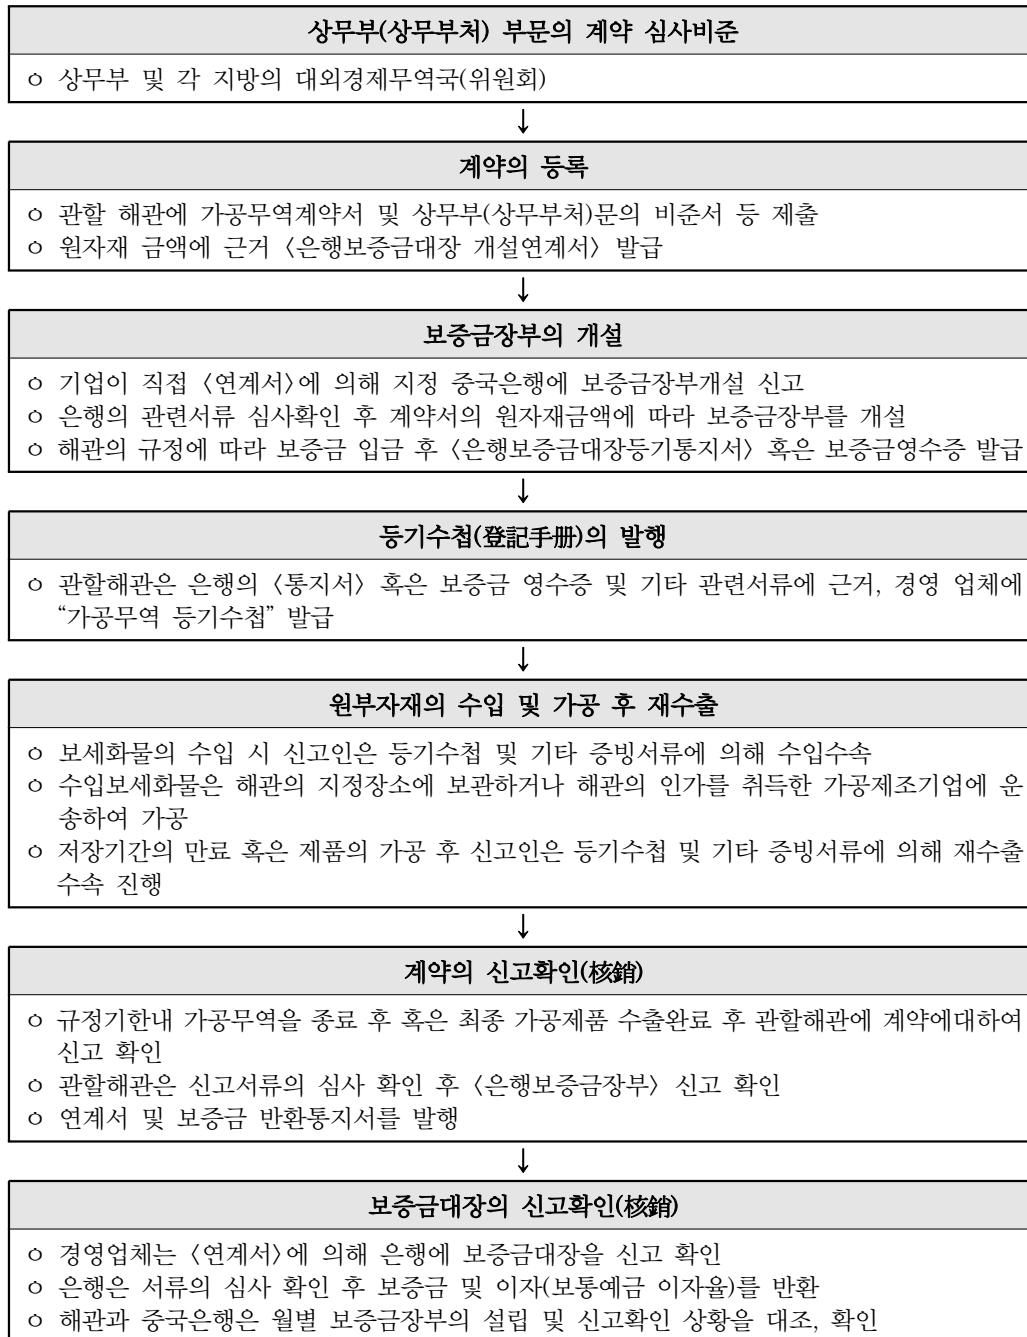 상무부(상무부처) 부문의 계약 심사비준
ㅇ 상무부 및 각 지방의 대외경제무역국(위원회)
↓
계약의 등록
ㅇ 관할 해관에 가공무역계약서 및 상무부(상무부처)문의 비준서 등 제출
ㅇ 원자재 금액에 근거 〈은행보증금대장 개설연계서〉 발급
↓
보증금장부의 개설
ㅇ 기업이 직접 〈연계서〉에 의해 지정 중국은행에 보증금장부개설 신고
ㅇ 은행의 관련서류 심사확인 후 계약서의 원자재금액에 따라 보증금장부를 개설
ㅇ 해관의 규정에 따라 보증금 입금 후 〈은행보증금대장등기통지서〉 혹은 보증금영수증 발급
↓
등기수첩(登記手册)의 발행
ㅇ 관할해관은 은행의 〈통지서〉 혹은 보증금 영수증 및 기타 관련서류에 근거, 경영 업체에
“가공무역 등기수첩” 발급
↓
원부자재의 수입 및 가공 후 재수출
ㅇ 보세화물의 수입 시 신고인은 등기수첩 및 기타 증빙서류에 의해 수입수속
ㅇ 수입보세화물은 해관의 지정장소에 보관하거나 해관의 인가를 취득한 가공제조기업에 운
송하여 가공
ㅇ 저장기간의 만료 혹은 제품의 가공 후 신고인은 등기수첩 및 기타 증빙서류에 의해 재수출
수속 진행
↓
계약의 신고확인(核銷)
ㅇ 규정기한내 가공무역을 종료 후 혹은 최종 가공제품 수출완료 후 관할해관에 계약에대하여
신고 확인
ㅇ 관할해관은 신고서류의 심사 확인 후 〈은행보증금장부〉 신고 확인
ㅇ 연계서 및 보증금 반환통지서를 발행
↓
보증금대장의 신고확인(核銷)
ㅇ 경영업체는 〈연계서〉에 의해 은행에 보증금대장을 신고 확인
ㅇ 은행은 서류의 심사 확인 후 보증금 및 이자(보통예금 이자율)를 반환
ㅇ 해관과 중국은행은 월별 보증금장부의 설립 및 신고확인 상황을 대조, 확인